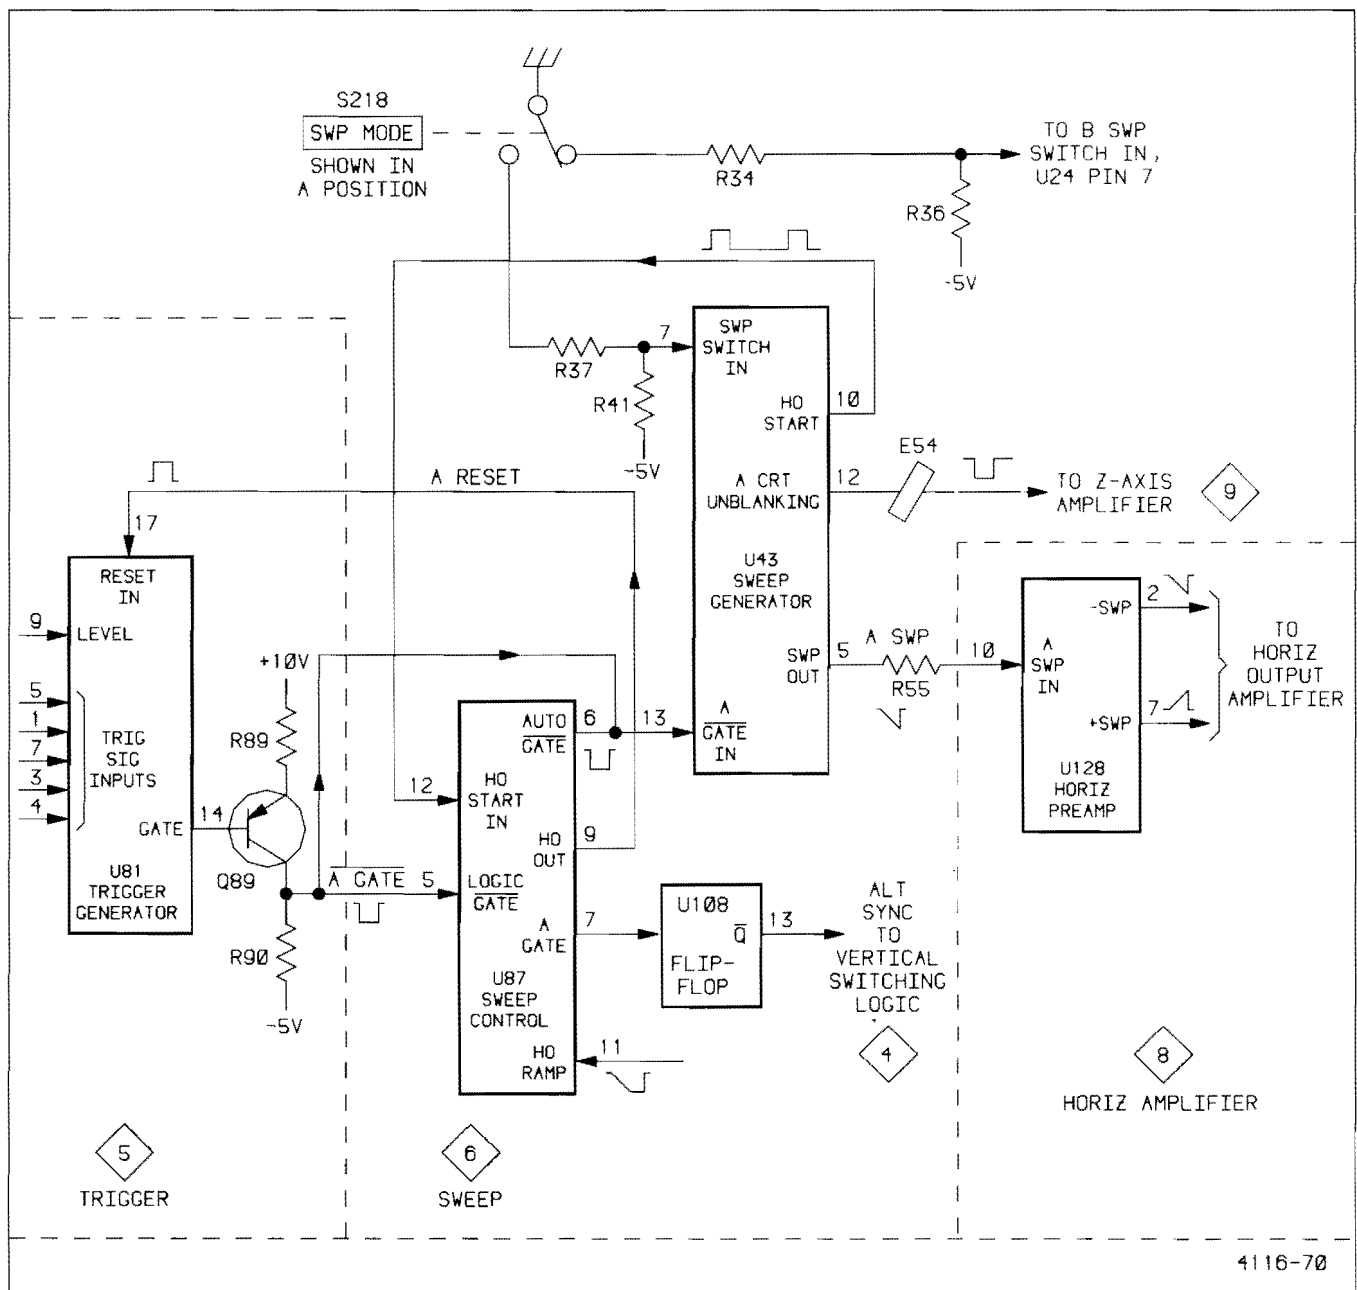 S218
SWP MODE
SHOWN IN
A POSITION
R34
TO B SWP
SWITCH IN,
U24 PIN 7
R36
-5V
7
R37
R41
-5V
SWP
SWITCH
IN
HO
START
10
A CRT
UNBLANKING
12
E54
TO Z-AXIS
AMPLIFIER
9
U43
SWEEP
GENERATOR
SWP
OUT
5
A SWP
R55
10
A
GATE
IN
13
A RESET
17
RESET
IN
9
LEVEL
5
1
7
3
4
TRIG
SIG
INPUTS
GATE
14
U81
TRIGGER
GENERATOR
+10V
R89
Q89
R90
-5V
A GATE
5
12
AUTO
GATE
6
HO
START
IN
HO
OUT
9
LOGIC
GATE
A
GATE
7
U87
SWEEP
CONTROL
HO
RAMP
11
U108
Q
FLIP-
FLOP
13
ALT
SYNC
TO
VERTICAL
SWITCHING
LOGIC
4
A
SWP
IN
-SWP
2
+SWP
7
U128
HORIZ
PREAMP
TO
HORIZ
OUTPUT
AMPLIFIER
8
HORIZ AMPLIFIER
5
TRIGGER
6
SWEEP
4116-70